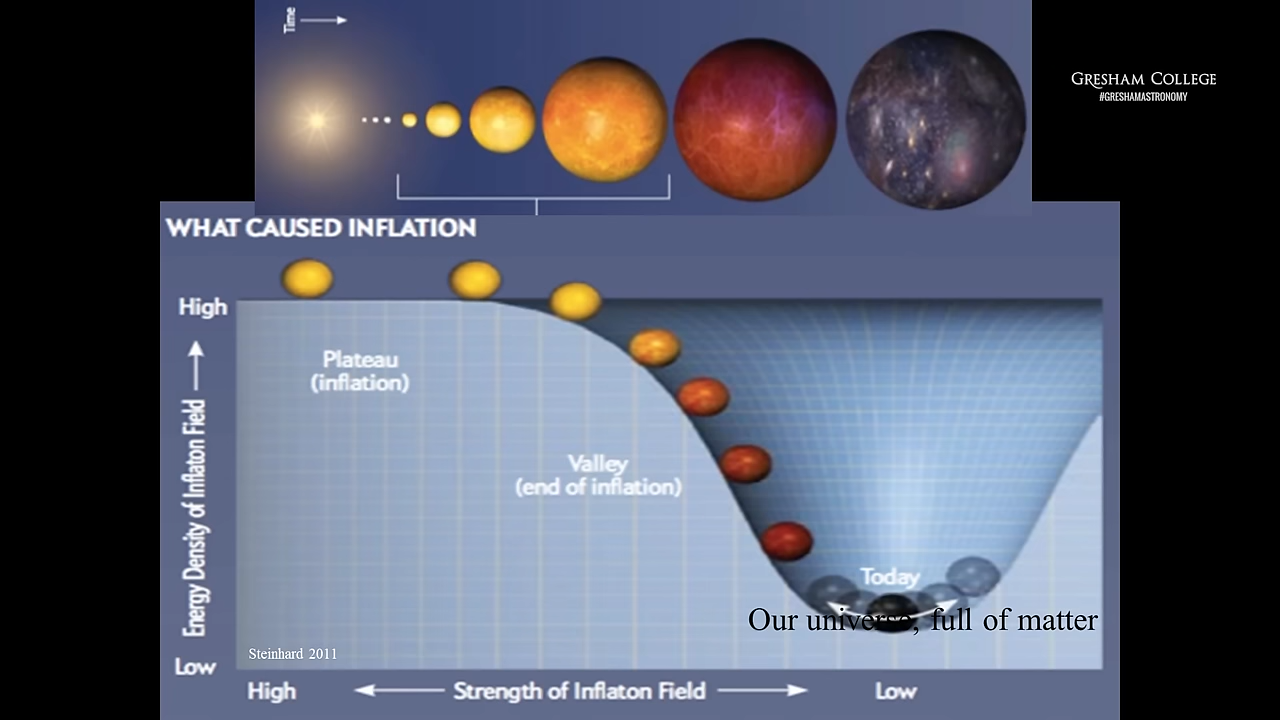 Time
GRESHAM COLLEGE
#GRESHAMASTRONOMY
WHAT CAUSED INFLATION
High
Plateau
(inflation)
Energy Density of Inflaton Field
Valley
(end of inflation)
Today
Our universe, full of matter
Steinhard 2011
Low
High
Strength of Inflaton Field
Low